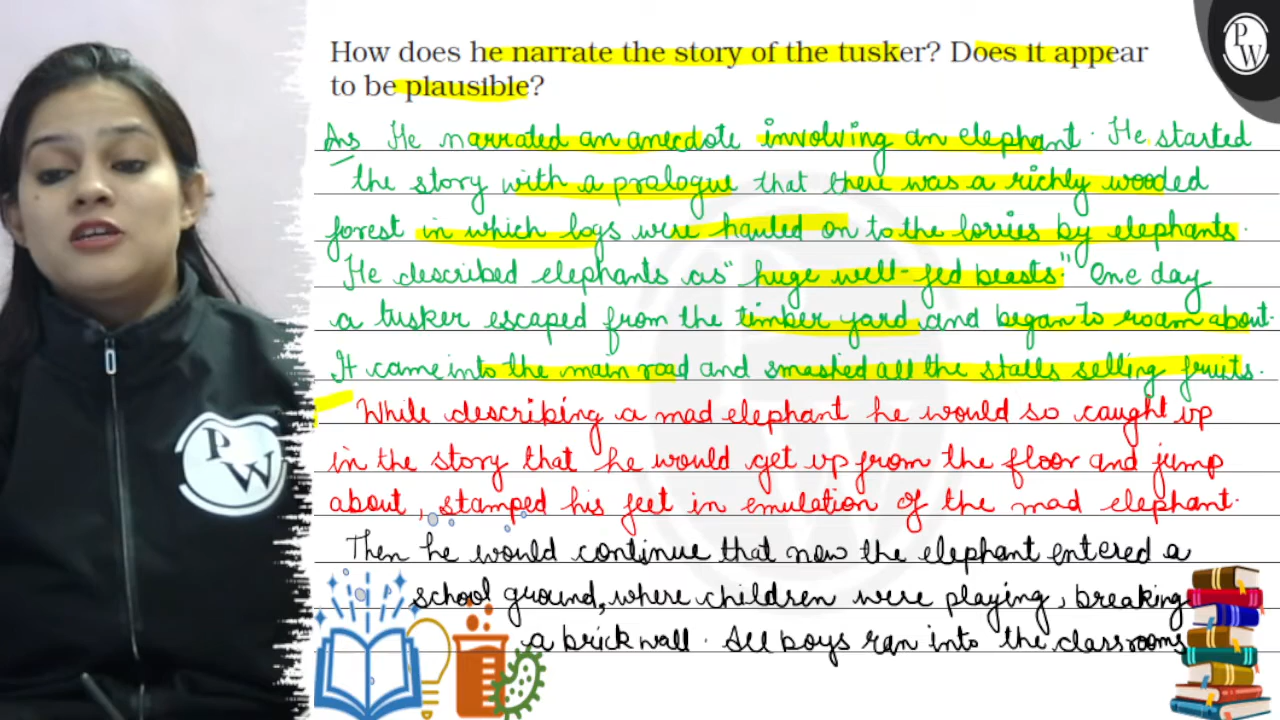 How does he narrate the story of the tusker? Does it appear
to be plausible?
Ans He narrated an anecdote involving an elephant. He started
the story with a prologue that there was a richly wooded
forest in which logs were hauled on to the lorries by elephants.
He described elephants as "huge well-fed beasts." One day
a tusker escaped from the timber yard and began to roam about.
It came into the main road and smashed all the stalls selling fruits.
While describing a mad elephant he would so caught up
in the story that he would get up from the floor and jump
about, stamped his feet in emulation of the mad elephant.
Then he would continue that now the elephant entered a
school ground, where children were playing, breaking
a brick wall. All boys ran into the classrooms
PW
PW